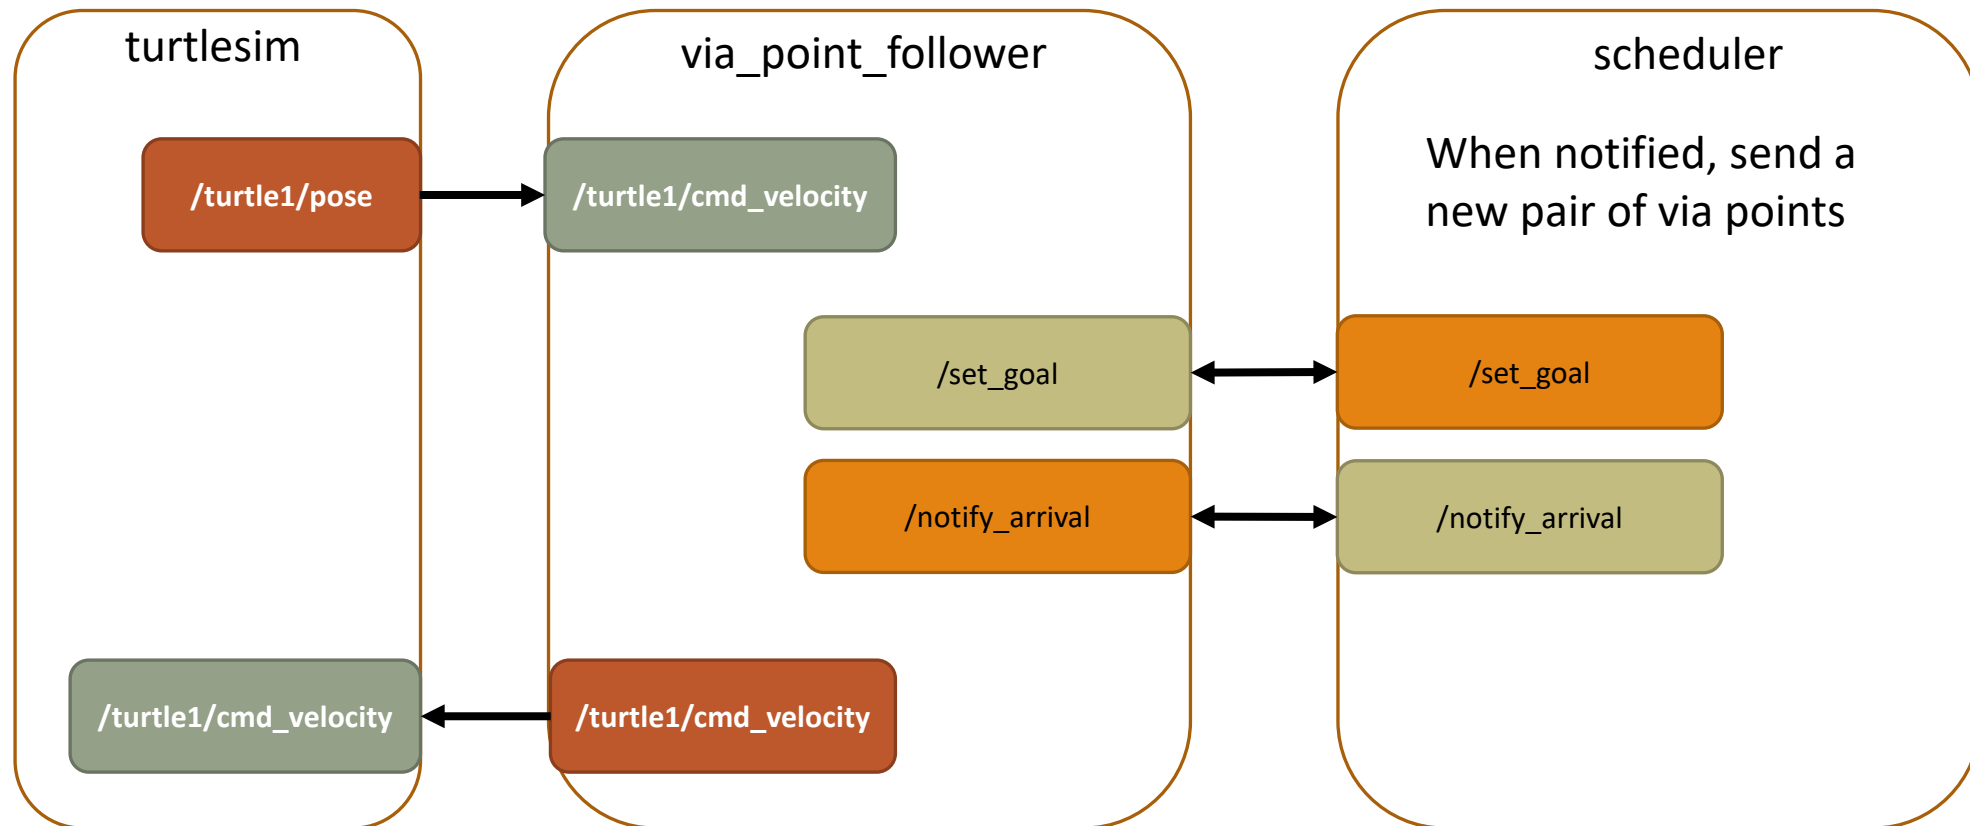 turtlesim
via_point_follower
scheduler
/turtle1/pose
/turtle1/cmd_velocity
When notified, send a
new pair of via points
/set_goal
/set_goal
/notify_arrival
/notify_arrival
/turtle1/cmd_velocity
/turtle1/cmd_velocity